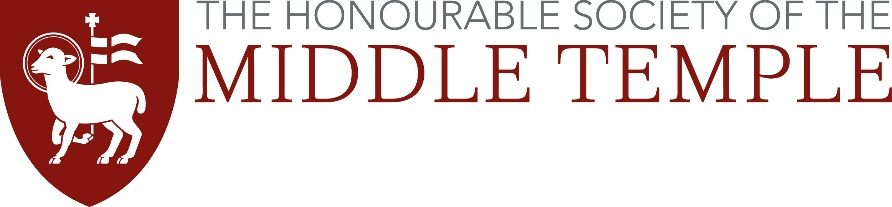 THE HONOURABLE SOCIETY OF THE
MIDDLE TEMPLE